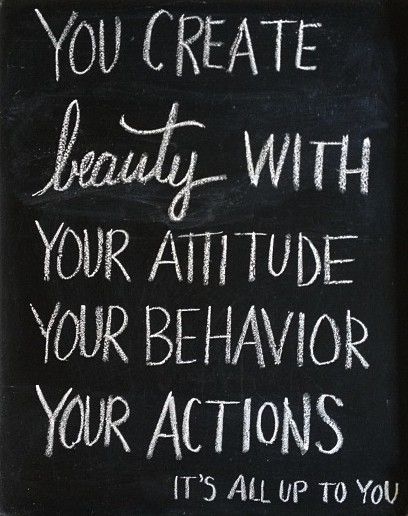 YOU CREATE
beauty WITH
YOUR ATTITUDE
YOUR BEHAVIOR
YOUR ACTIONS
IT'S ALL UP TO YOU